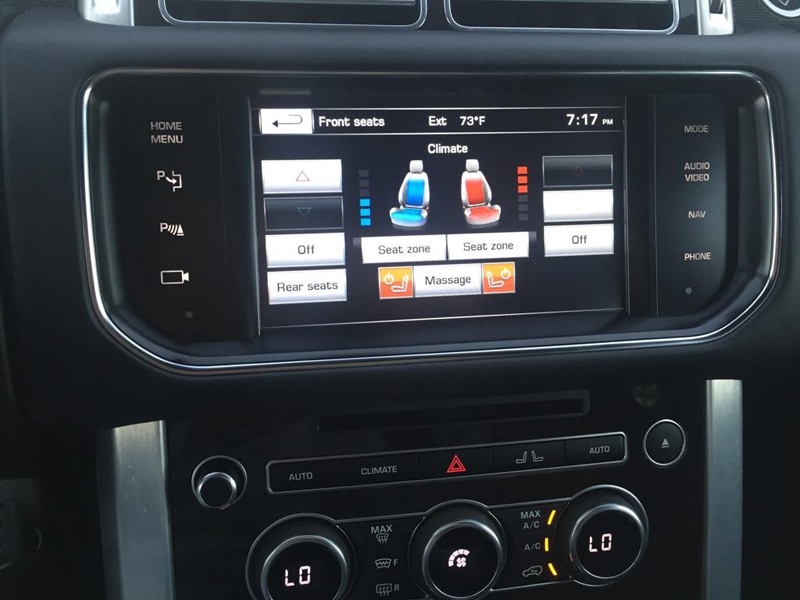 HOME
MENU
P
P
Front seats Ext 73°F 7:17 PM
Climate
Off
Off
Seat zone Seat zone
Rear seats
Massage
MODE
AUDIO
VIDEO
NAV
PHONE
AUTO CLIMATE AUTO
MAX
F
R
MAX
A/C
A/C
LO
LO